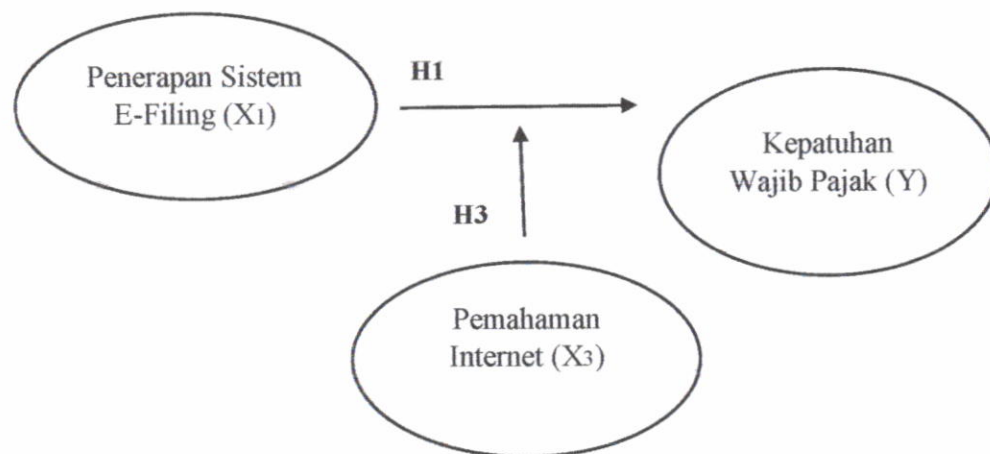 Penerapan Sistem
E-Filing (X1)
H1
Kepatuhan
Wajib Pajak (Y)
H3
Pemahaman
Internet (X3)